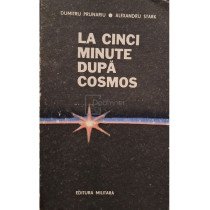 DUMITRU PRUNARIU ● ALEXANDRU STARK
LA CINCI
MINUTE
DUPĂ
COSMOS
EDITURA MILITARĂ